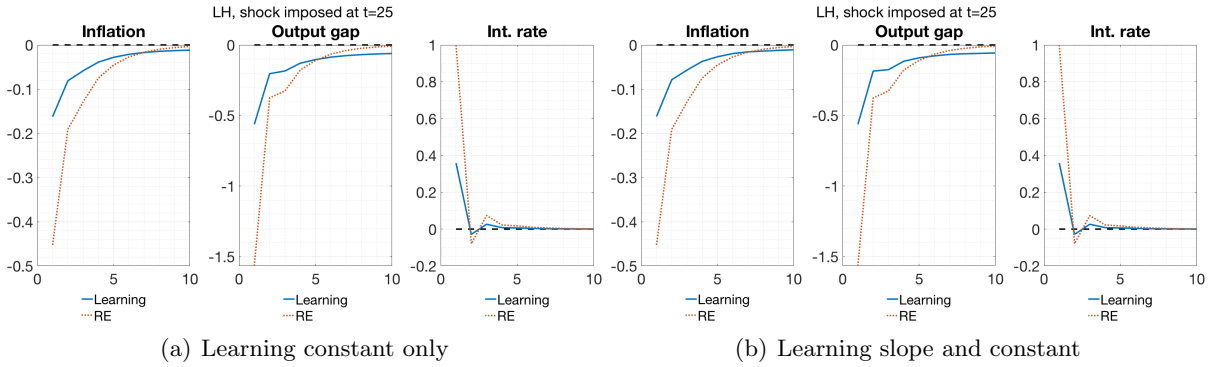 LH, shock imposed at t=25
Inflation
Output gap
Int. rate
0
-0.1
-0.2
-0.3
-0.4
-0.5
0 5 10
Learning
RE
0
-0.5
-1
-1.5
0 5 10
Learning
RE
1
0.8
0.6
0.4
0.2
0
-0.2
0 5 10
Learning
RE
(a) Learning constant only
LH, shock imposed at t=25
Inflation
Output gap
Int. rate
0
-0.1
-0.2
-0.3
-0.4
-0.5
0 5 10
Learning
RE
0
-0.5
-1
-1.5
0 5 10
Learning
RE
1
0.8
0.6
0.4
0.2
0
-0.2
0 5 10
Learning
RE
(b) Learning slope and constant